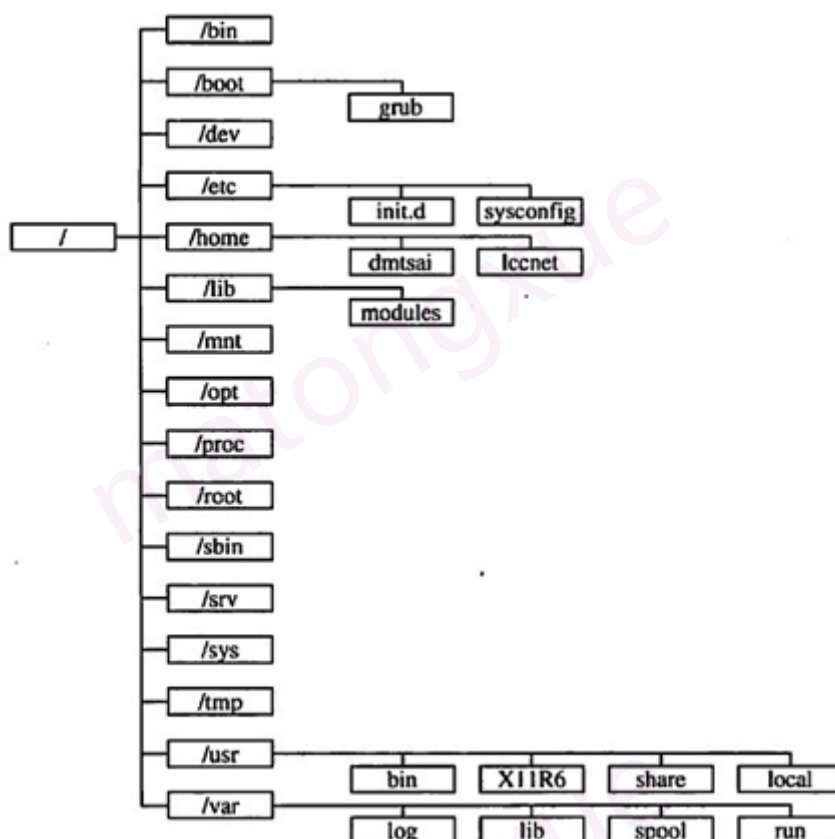 /bin
/boot
grub
/dev
/etc
init.d sysconfig
/ /home
dmtsai lccnet
/lib
modules
/mnt
/opt
/proc
/root
/sbin
/srv
/sys
/tmp
/usr
bin X11R6 share local
/var
log lib spool run
matongxue